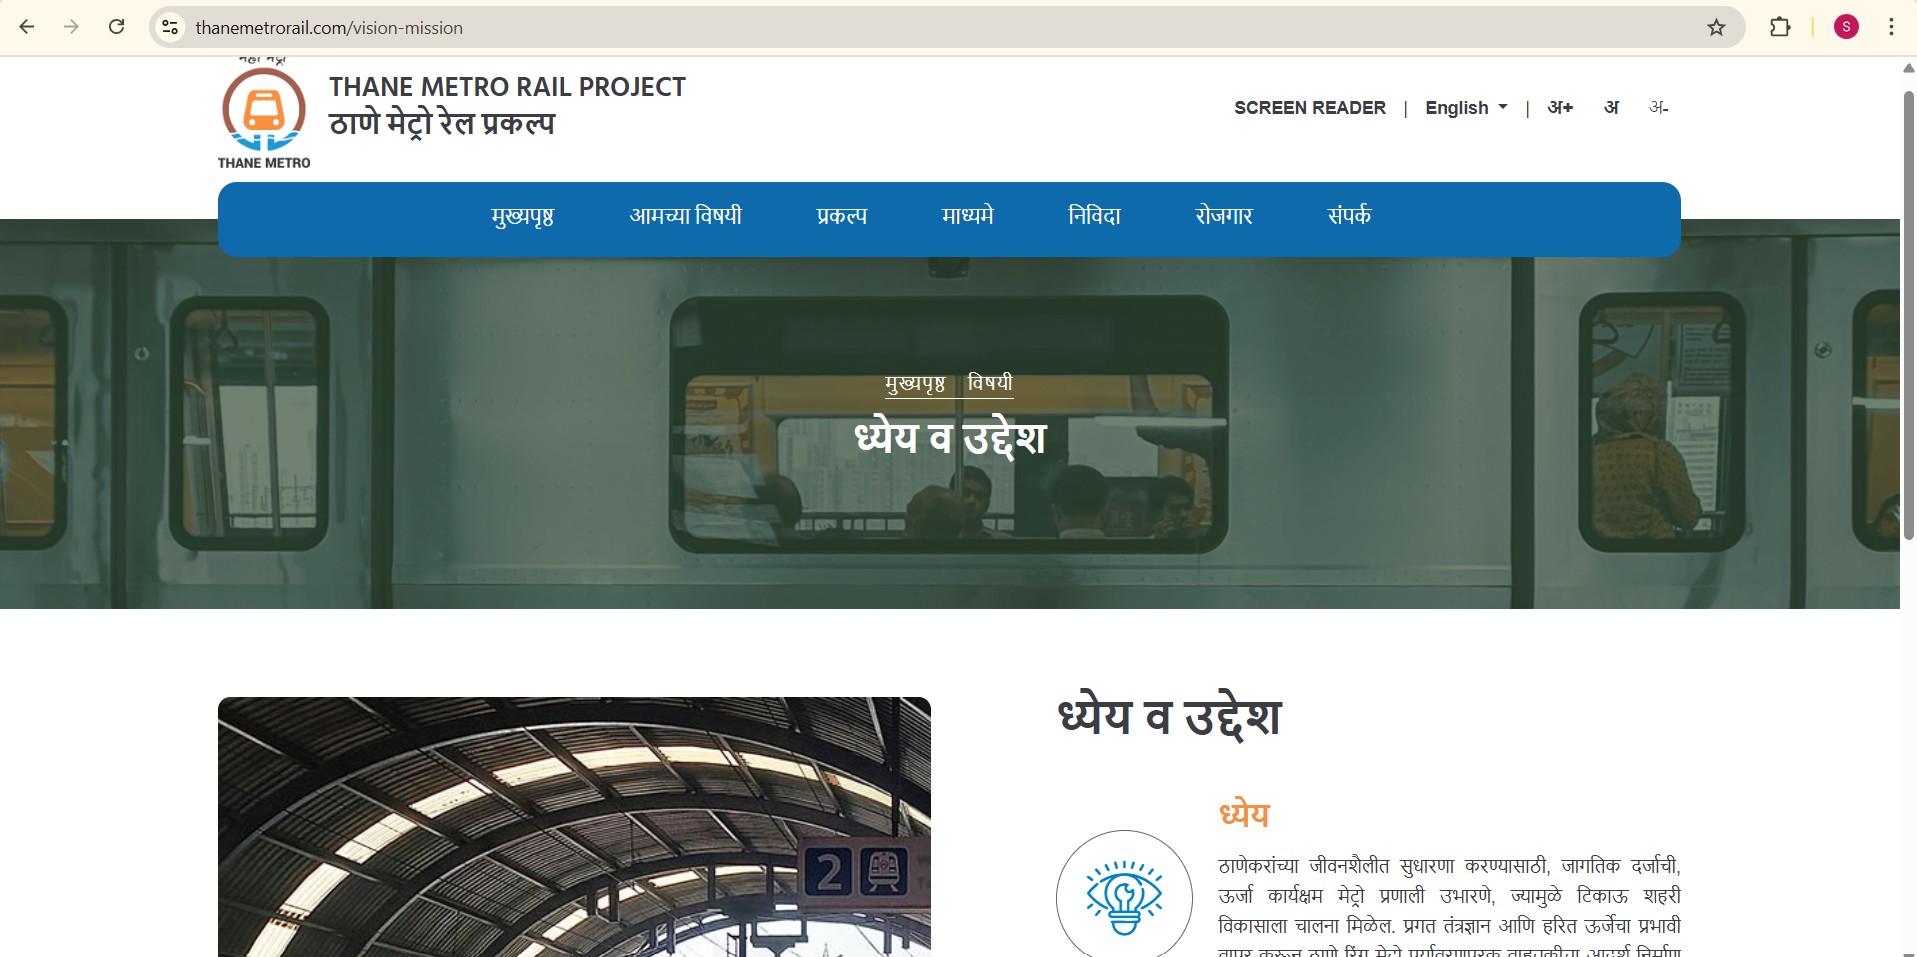 thanemetrorail.com/vision-mission
S
THANE METRO RAIL PROJECT
ठाणे मेट्रो रेल प्रकल्प
THANE METRO
SCREEN READER | English | अ+ अ अ-
मुख्यपृष्ठ आमच्या विषयी प्रकल्प माध्यमे निविदा रोजगार संपर्क
मुख्यपृष्ठ विषयी
ध्येय व उद्देश
ध्येय व उद्देश
ध्येय
ठाणेकरांच्या जीवनशैलीत सुधारणा करण्यासाठी, जागतिक दर्जाची,
ऊर्जा कार्यक्षम मेट्रो प्रणाली उभारणे, ज्यामुळे टिकाऊ शहरी
विकासाला चालना मिळेल. प्रगत तंत्रज्ञान आणि हरित ऊर्जेचा प्रभावी
2